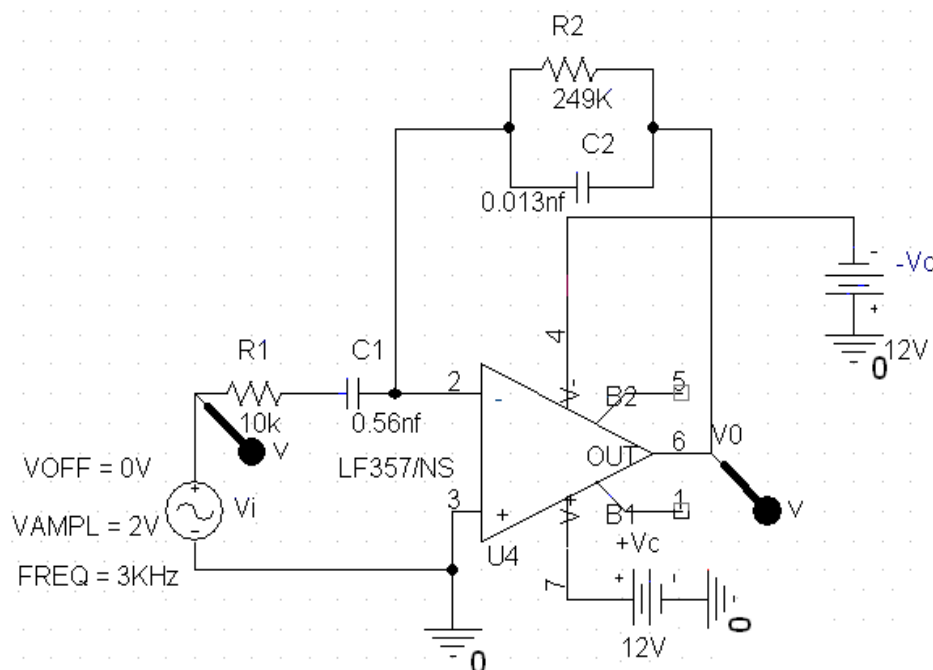 R2
249K
C2
0.013nf
-Vc
+
-
12V
0
4
R1
C1
10k
0.56nf
2
-
V-
B2
5
V
LF357/NS
OUT
6
V0
VOFF = 0V
+
Vi
-
VAMPL = 2V
3
+
V+
B1
1
V
U4
+Vc
FREQ = 3KHz
7
+
-
12V
0
-
0